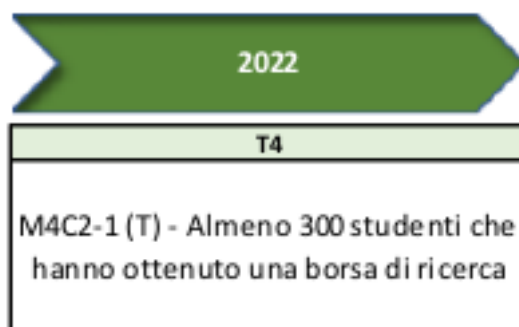 2022
T4
M4C2-1 (T) - Almeno 300 studenti che
hanno ottenuto una borsa di ricerca